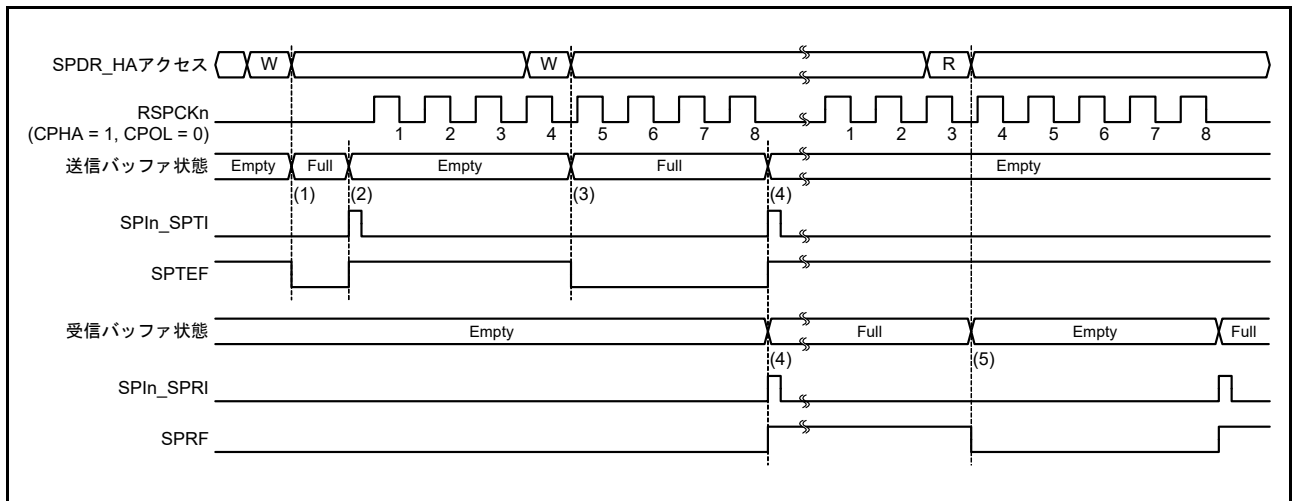 SPDR_HAアクセス W W R
RSPCKn
(CPHA = 1, CPOL = 0)
1 2 3 4 5 6 7 8 1 2 3 4 5 6 7 8
送信バッファ状態 Empty Full Empty Full Empty
(1) (2) (3) (4)
SPIn_SPTI
SPTEF
受信バッファ状態 Empty Full Empty Full
(4) (5)
SPIn_SPRI
SPRF